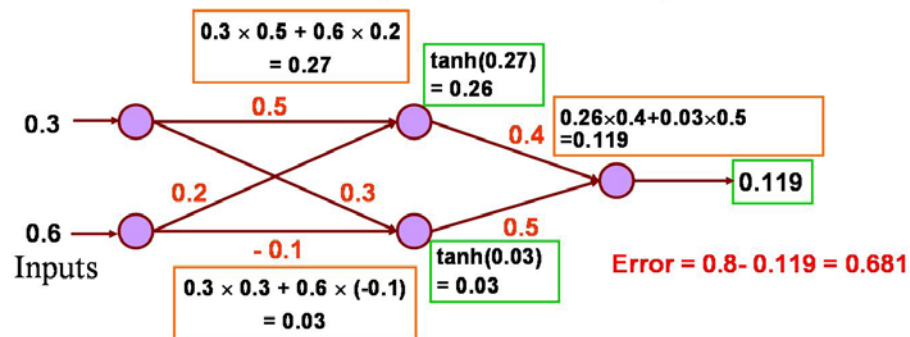 0.3 × 0.5 + 0.6 × 0.2
= 0.27
tanh(0.27)
= 0.26
0.3
0.5
0.4
0.26×0.4+0.03×0.5
=0.119
0.119
0.2
0.3
0.6
Inputs
- 0.1
0.5
tanh(0.03)
= 0.03
Error = 0.8- 0.119 = 0.681
0.3 × 0.3 + 0.6 × (-0.1)
= 0.03